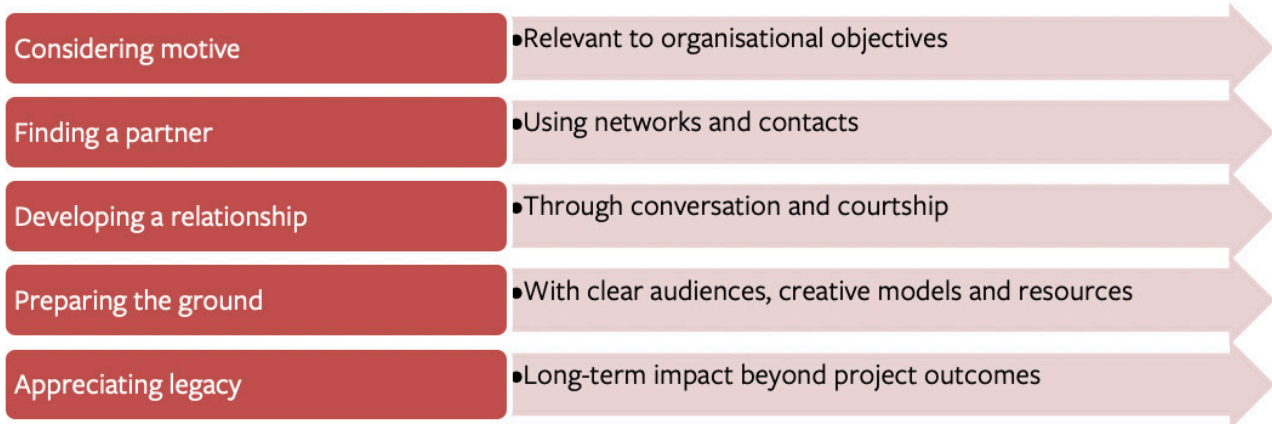 Considering motive
•Relevant to organisational objectives
Finding a partner
•Using networks and contacts
Developing a relationship
•Through conversation and courtship
Preparing the ground
•With clear audiences, creative models and resources
Appreciating legacy
•Long-term impact beyond project outcomes